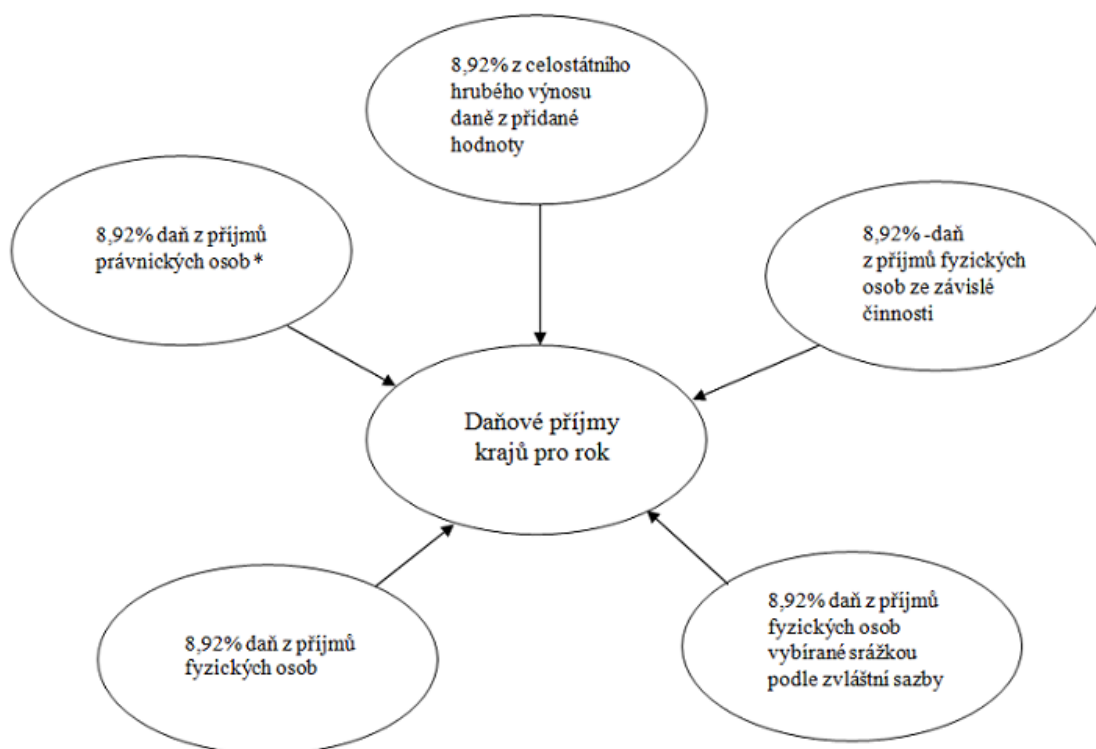 8,92% z celostátního
hrubého výnosu
daně z přidané
hodnoty
8,92% daň z příjmů
právnických osob *
8,92% -daň
z příjmů fyzických
osob ze závislé
činnosti
Daňové příjmy
krajů pro rok
8,92% daň z příjmů
fyzických osob
8,92% daň z příjmů
fyzických osob
vybírané srážkou
podle zvláštní sazby